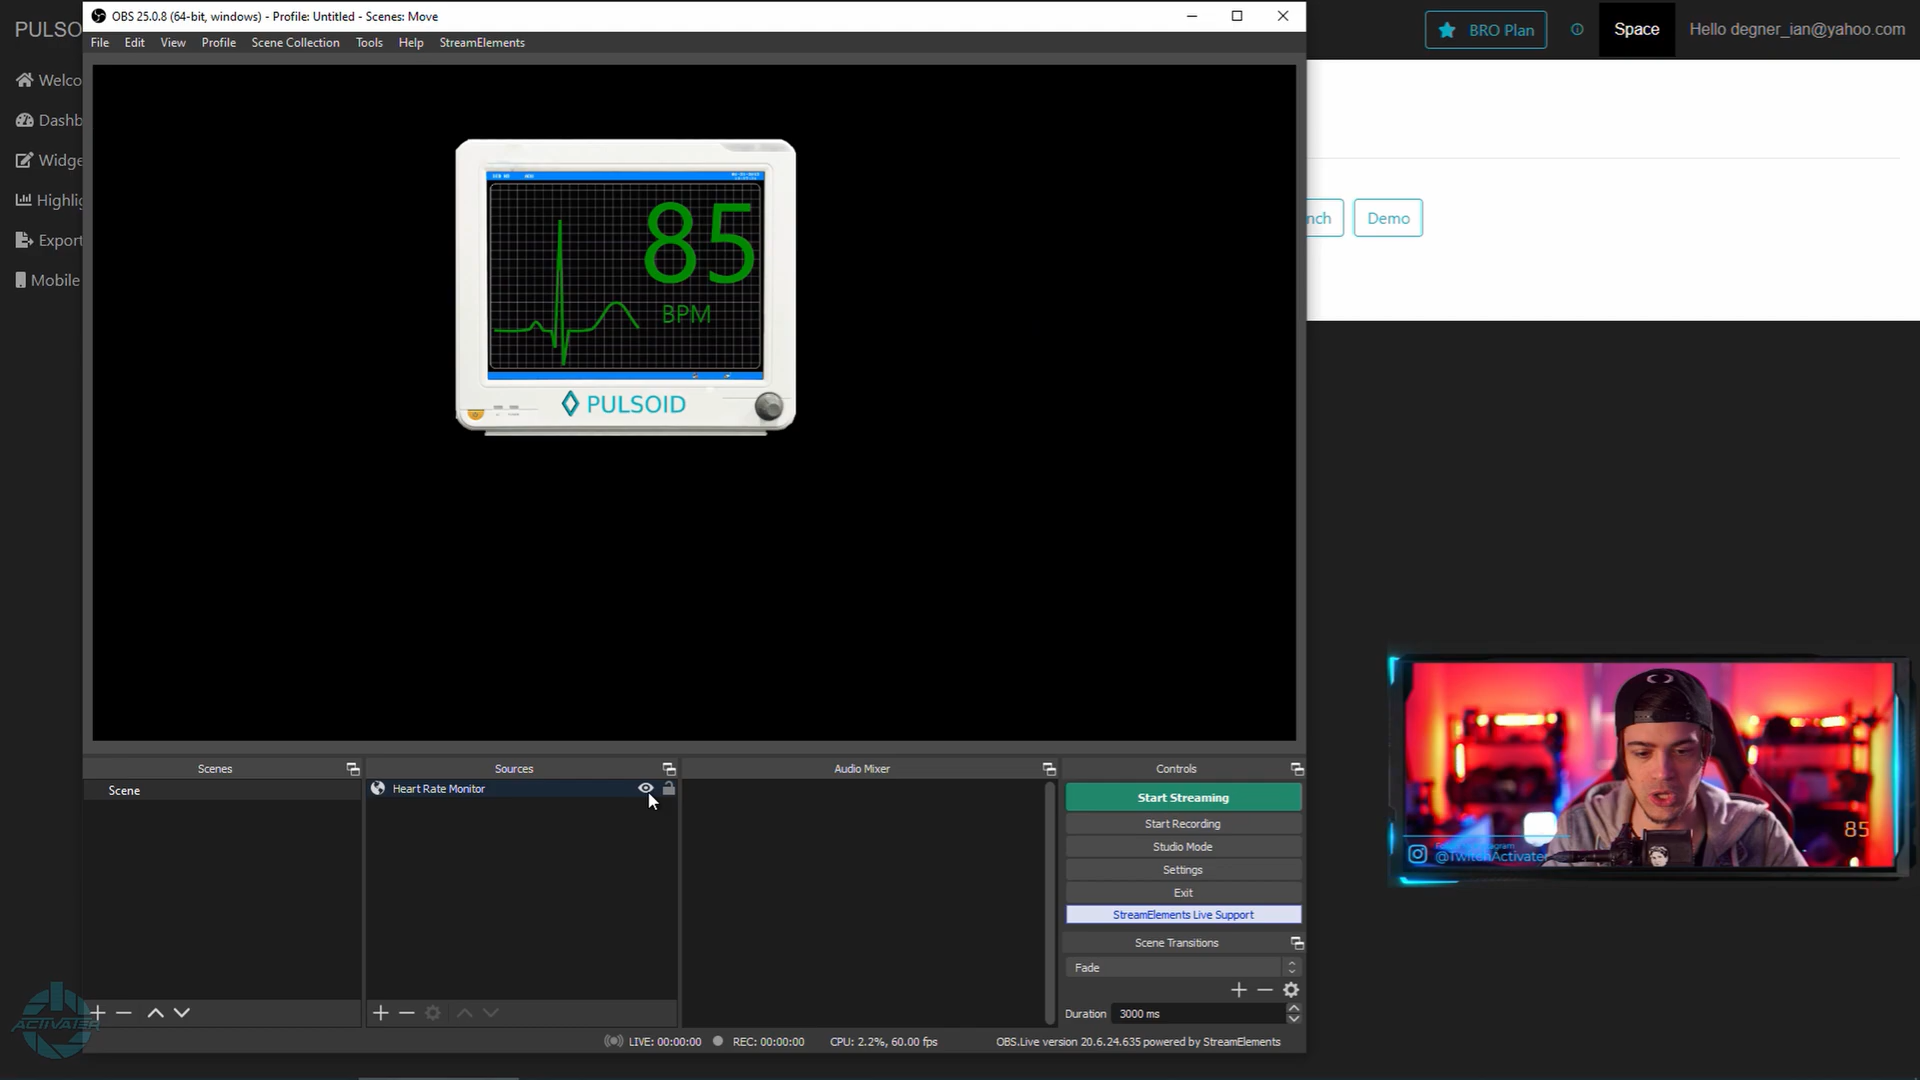 PULSO
OBS 25.0.8 (64-bit, windows) - Profile: Untitled - Scenes: Move
BRO Plan
Space
Hello degner_ian@yahoo.com
File Edit View Profile Scene Collection Tools Help StreamElements
Welco
Dashb
Widge
Highlig
Export
Mobile
nch
Demo
85
BPM
PULSOID
Scenes
Sources
Audio Mixer
Controls
Scene
Heart Rate Monitor
Start Streaming
Start Recording
Studio Mode
Settings
Exit
StreamElements Live Support
Scene Transitions
Fade
Duration 3000 ms
LIVE: 00:00:00
REC: 00:00:00
CPU: 2.2%, 60.00 fps
OBS.Live version 20.6.24.635 powered by StreamElements
85
@TwitchActivater
ACTIVATER